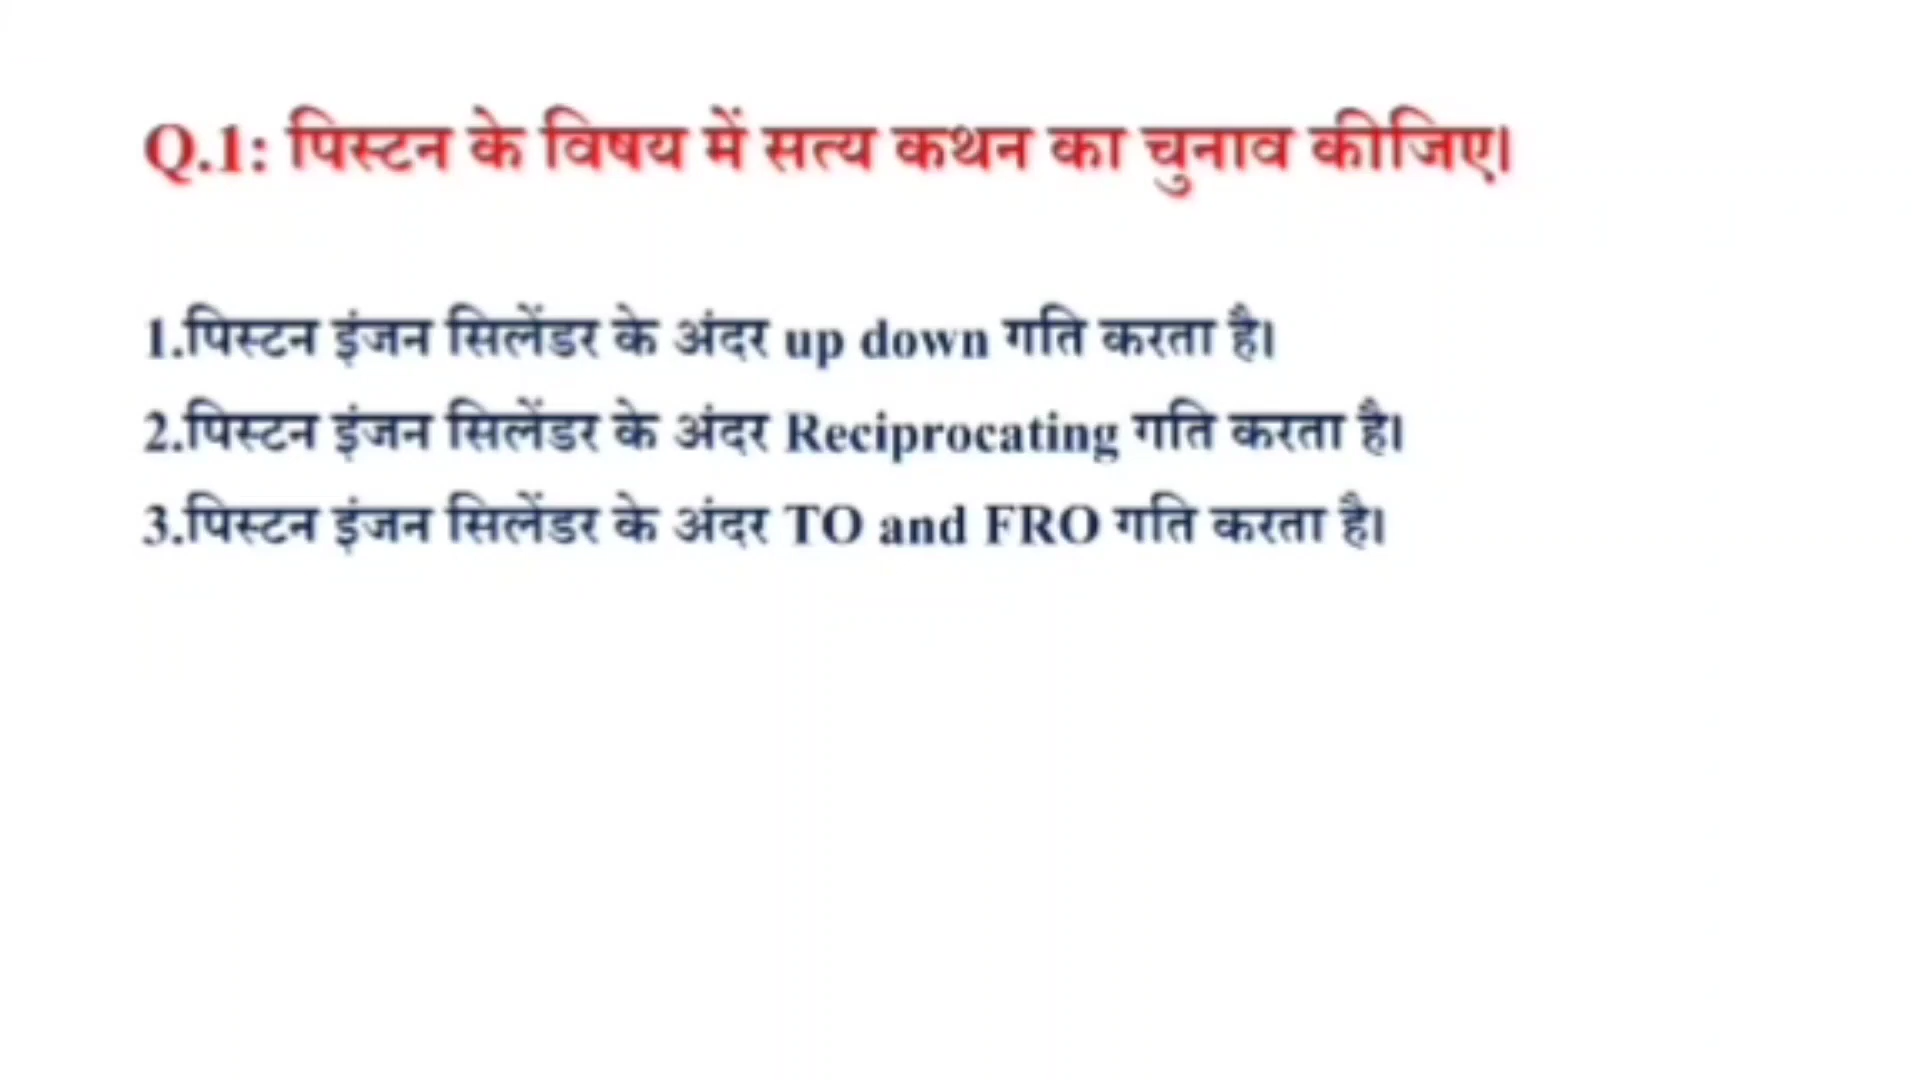 Q.1: पिस्टन के विषय में सत्य कथन का चुनाव कीजिए।
1.पिस्टन इंजन सिलेंडर के अंदर up down गति करता है।
2.पिस्टन इंजन सिलेंडर के अंदर Reciprocating गति करता है।
3.पिस्टन इंजन सिलेंडर के अंदर TO and FRO गति करता है।